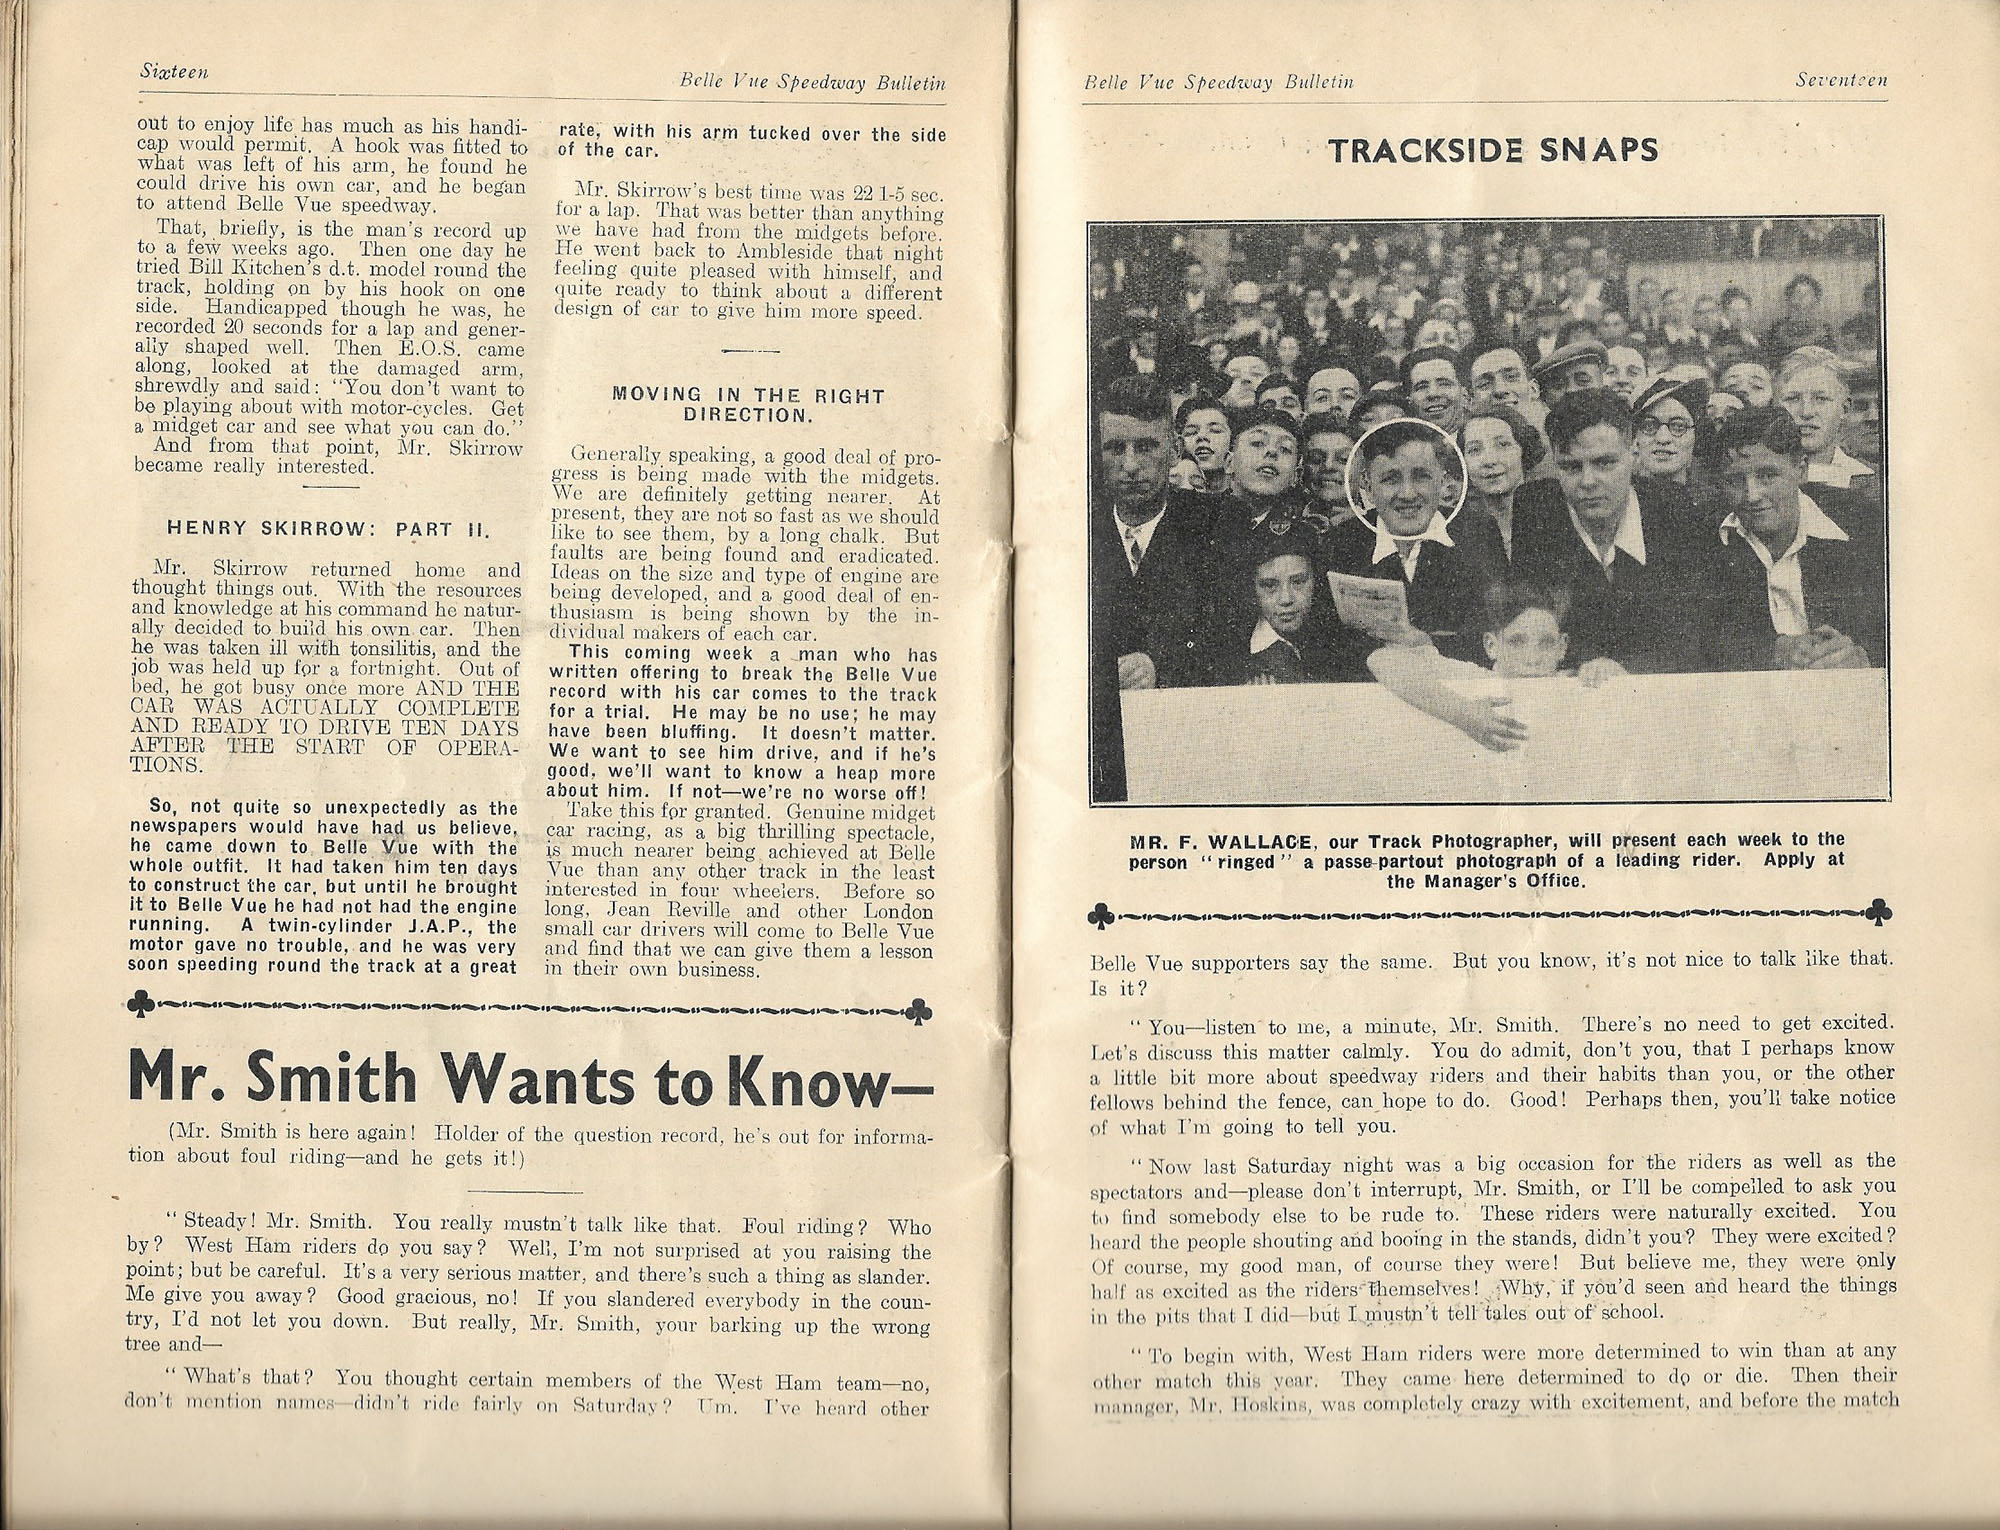 Sixteen
Belle Vue Speedway Bulletin
out to enjoy life has much as his handi-
cap would permit. A hook was fitted to
what was left of his arm, he found he
could drive his own car, and he began
to attend Belle Vue speedway.
That, briefly, is the man's record up
to a few weeks ago. Then one day he
tried Bill Kitchen's d.t. model round the
track, holding on by his hook on one
side. Handicapped though he was, he
recorded 20 seconds for a lap and gener-
ally shaped well. Then E.O.S. came
along, looked at the damaged arm,
shrewdly and said: "You don't want to
be playing about with motor-cycles. Get
a midget car and see what you can do."
And from that point, Mr. Skirrow
became really interested.
HENRY SKIRROW: PART II.
Mr. Skirrow returned home and
thought things out. With the resources
and knowledge at his command he natur-
ally decided to build his own car. Then
he was taken ill with tonsilitis, and the
job was held up for a fortnight. Out of
bed, he got busy once more AND THE
CAR WAS ACTUALLY COMPLETE
AND READY TO DRIVE TEN DAYS
AFTER THE START OF OPERA-
TIONS.
So, not quite so unexpectedly as the
newspapers would have had us believe,
he came down to Belle Vue with the
whole outfit. It had taken him ten days
to construct the car, but until he brought
it to Belle Vue he had not had the engine
running. A twin-cylinder J.A.P., the
motor gave no trouble, and he was very
soon speeding round the track at a great
rate, with his arm tucked over the side
of the car.
Mr. Skirrow's best time was 22 1-5 sec.
for a lap. That was better than anything
we have had from the midgets before.
He went back to Ambleside that night
feeling quite pleased with himself, and
quite ready to think about a different
design of car to give him more speed.
MOVING IN THE RIGHT
DIRECTION.
Generally speaking, a good deal of pro-
gress is being made with the midgets.
We are definitely getting nearer. At
present, they are not so fast as we should
like to see them, by a long chalk. But
faults are being found and eradicated.
Ideas on the size and type of engine are
being developed, and a good deal of en-
thusiasm is being shown by the in-
dividual makers of each car.
This coming week a man who has
written offering to break the Belle Vue
record with his car comes to the track
for a trial. He may be no use; he may
have been bluffing. It doesn't matter.
We want to see him drive, and if he's
good, we'll want to know a heap more
about him. If not—we're no worse off!
Take this for granted. Genuine midget
car racing, as a big thrilling spectacle,
is much nearer being achieved at Belle
Vue than any other track in the least
interested in four wheelers. Before so
long, Jean Reville and other London
small car drivers will come to Belle Vue
and find that we can give them a lesson
in their own business.
Mr. Smith Wants to Know—
(Mr. Smith is here again! Holder of the question record, he's out for informa-
tion about foul riding—and he gets it!)
"Steady! Mr. Smith. You really mustn't talk like that. Foul riding? Who
by? West Ham riders do you say? Well, I'm not surprised at you raising the
point; but be careful. It's a very serious matter, and there's such a thing as slander.
Me give you away? Good gracious, no! If you slandered everybody in the coun-
try, I'd not let you down. But really, Mr. Smith, your barking up the wrong
tree and—
"What's that? You thought certain members of the West Ham team—no,
don't mention names—didn't ride fairly on Saturday? Um. I've heard other
Belle Vue Speedway Bulletin
Seventeen
TRACKSIDE SNAPS
MR. F. WALLACE, our Track Photographer, will present each week to the
person "ringed" a passe-partout photograph of a leading rider. Apply at
the Manager's Office.
Belle Vue supporters say the same. But you know, it's not nice to talk like that.
Is it?
"You—listen to me, a minute, Mr. Smith. There's no need to get excited.
Let's discuss this matter calmly. You do admit, don't you, that I perhaps know
a little bit more about speedway riders and their habits than you, or the other
fellows behind the fence, can hope to do. Good! Perhaps then, you'll take notice
of what I'm going to tell you.
"Now last Saturday night was a big occasion for the riders as well as the
spectators and—please don't interrupt, Mr. Smith, or I'll be compelled to ask you
to find somebody else to be rude to. These riders were naturally excited. You
heard the people shouting and booing in the stands, didn't you? They were excited?
Of course, my good man, of course they were! But believe me, they were only
half as excited as the riders themselves! Why, if you'd seen and heard the things
in the pits that I did—but I mustn't tell tales out of school.
"To begin with, West Ham riders were more determined to win than at any
other match this year. They came here determined to do or die. Then their
manager, Mr. Hoskins, was completely crazy with excitement, and before the match